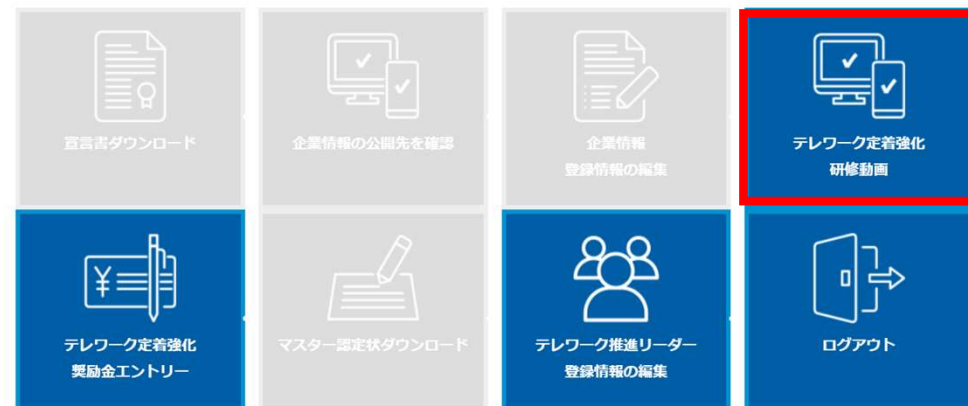 宣言書ダウンロード
企業情報の公開先を確認
企業情報
登録情報の編集
テレワーク定着強化
研修動画
¥
テレワーク定着強化
奨励金エントリー
マスター認定状ダウンロード
テレワーク推進リーダー
登録情報の編集
ログアウト